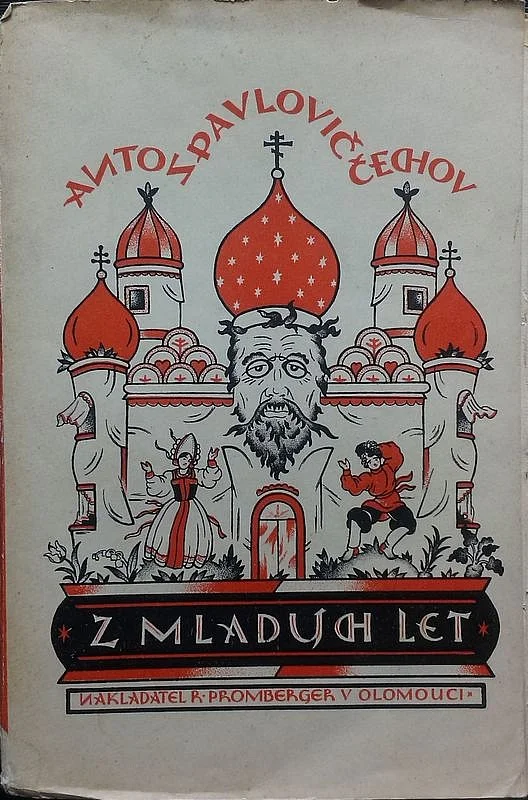 ANTON PAVLOVIČ ČECHOV
Z MLADÝCH LET
NAKLADATEL R·PROMBERGER V OLOMOUCI